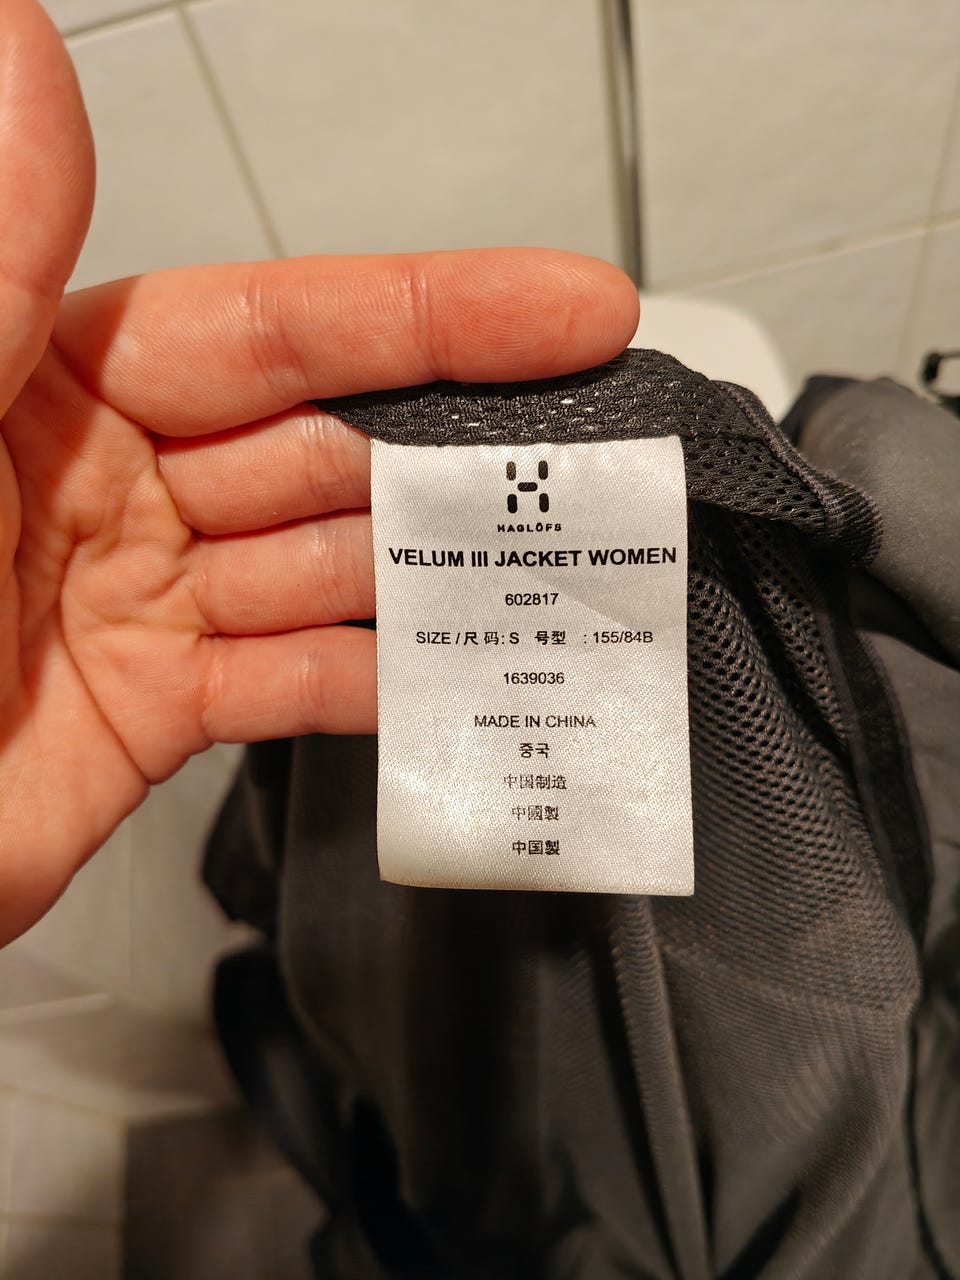 HAGLÖFS
VELUM III JACKET WOMEN
602817
SIZE / 尺 码: S 号型 : 155/84B
1639036
MADE IN CHINA
중국
中国制造
中國製
中国製